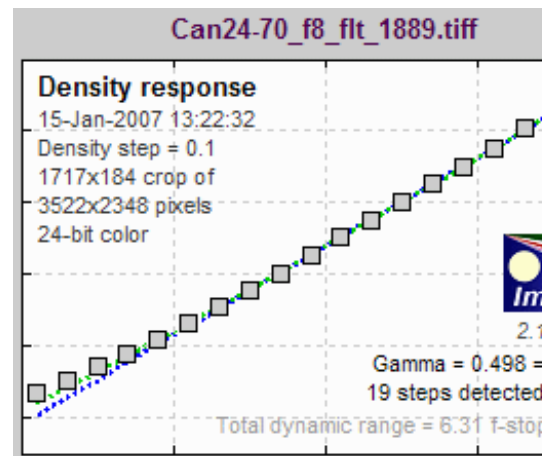 Can24-70_f8_flt_1889.tiff
Density response
15-Jan-2007 13:22:32
Density step = 0.1
1717x184 crop of
3522x2348 pixels
24-bit color
Im
2.1
Gamma = 0.498 =
19 steps detected
Total dynamic range = 6.31 f-stop